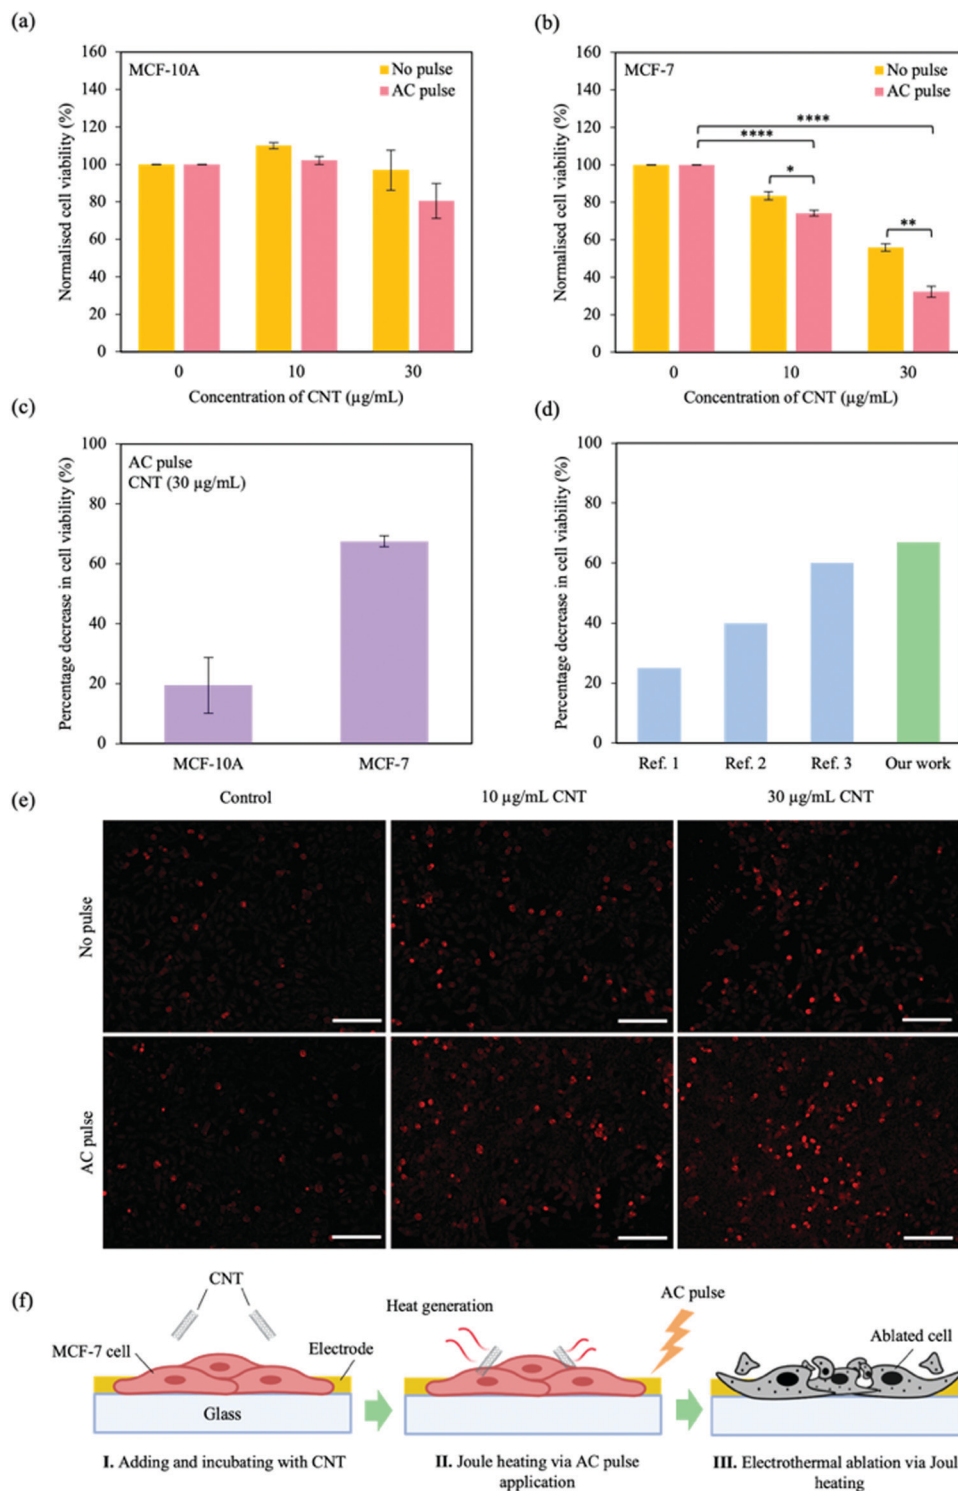 (a)
(b)
160
140
120
100
80
60
40
20
0
Normalised cell viability (%)
MCF-10A
No pulse
AC pulse
0
10
30
Concentration of CNT (µg/mL)
160
140
120
100
80
60
40
20
0
Normalised cell viability (%)
MCF-7
No pulse
AC pulse
****
****
*
**
0
10
30
Concentration of CNT (µg/mL)
(c)
(d)
100
80
60
40
20
0
Percentage decrease in cell viability (%)
AC pulse
CNT (30 µg/mL)
MCF-10A
MCF-7
100
80
60
40
20
0
Percentage decrease in cell viability (%)
Ref. 1
Ref. 2
Ref. 3
Our work
(e)
Control
10 µg/mL CNT
30 µg/mL CNT
No pulse
AC pulse
(f)
CNT
MCF-7 cell
Electrode
Glass
Heat generation
AC pulse
Ablated cell
I. Adding and incubating with CNT
II. Joule heating via AC pulse
application
III. Electrothermal ablation via Joul
heating